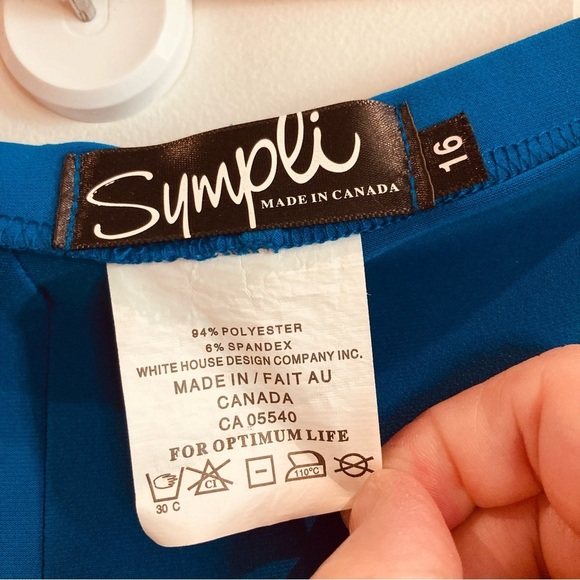 Sympli
MADE IN CANADA
16
94% POLYESTER
6% SPANDEX
WHITE HOUSE DESIGN COMPANY INC.
MADE IN / FAIT AU
CANADA
CA 05540
FOR OPTIMUM LIFE
Cl 110°C
30 C